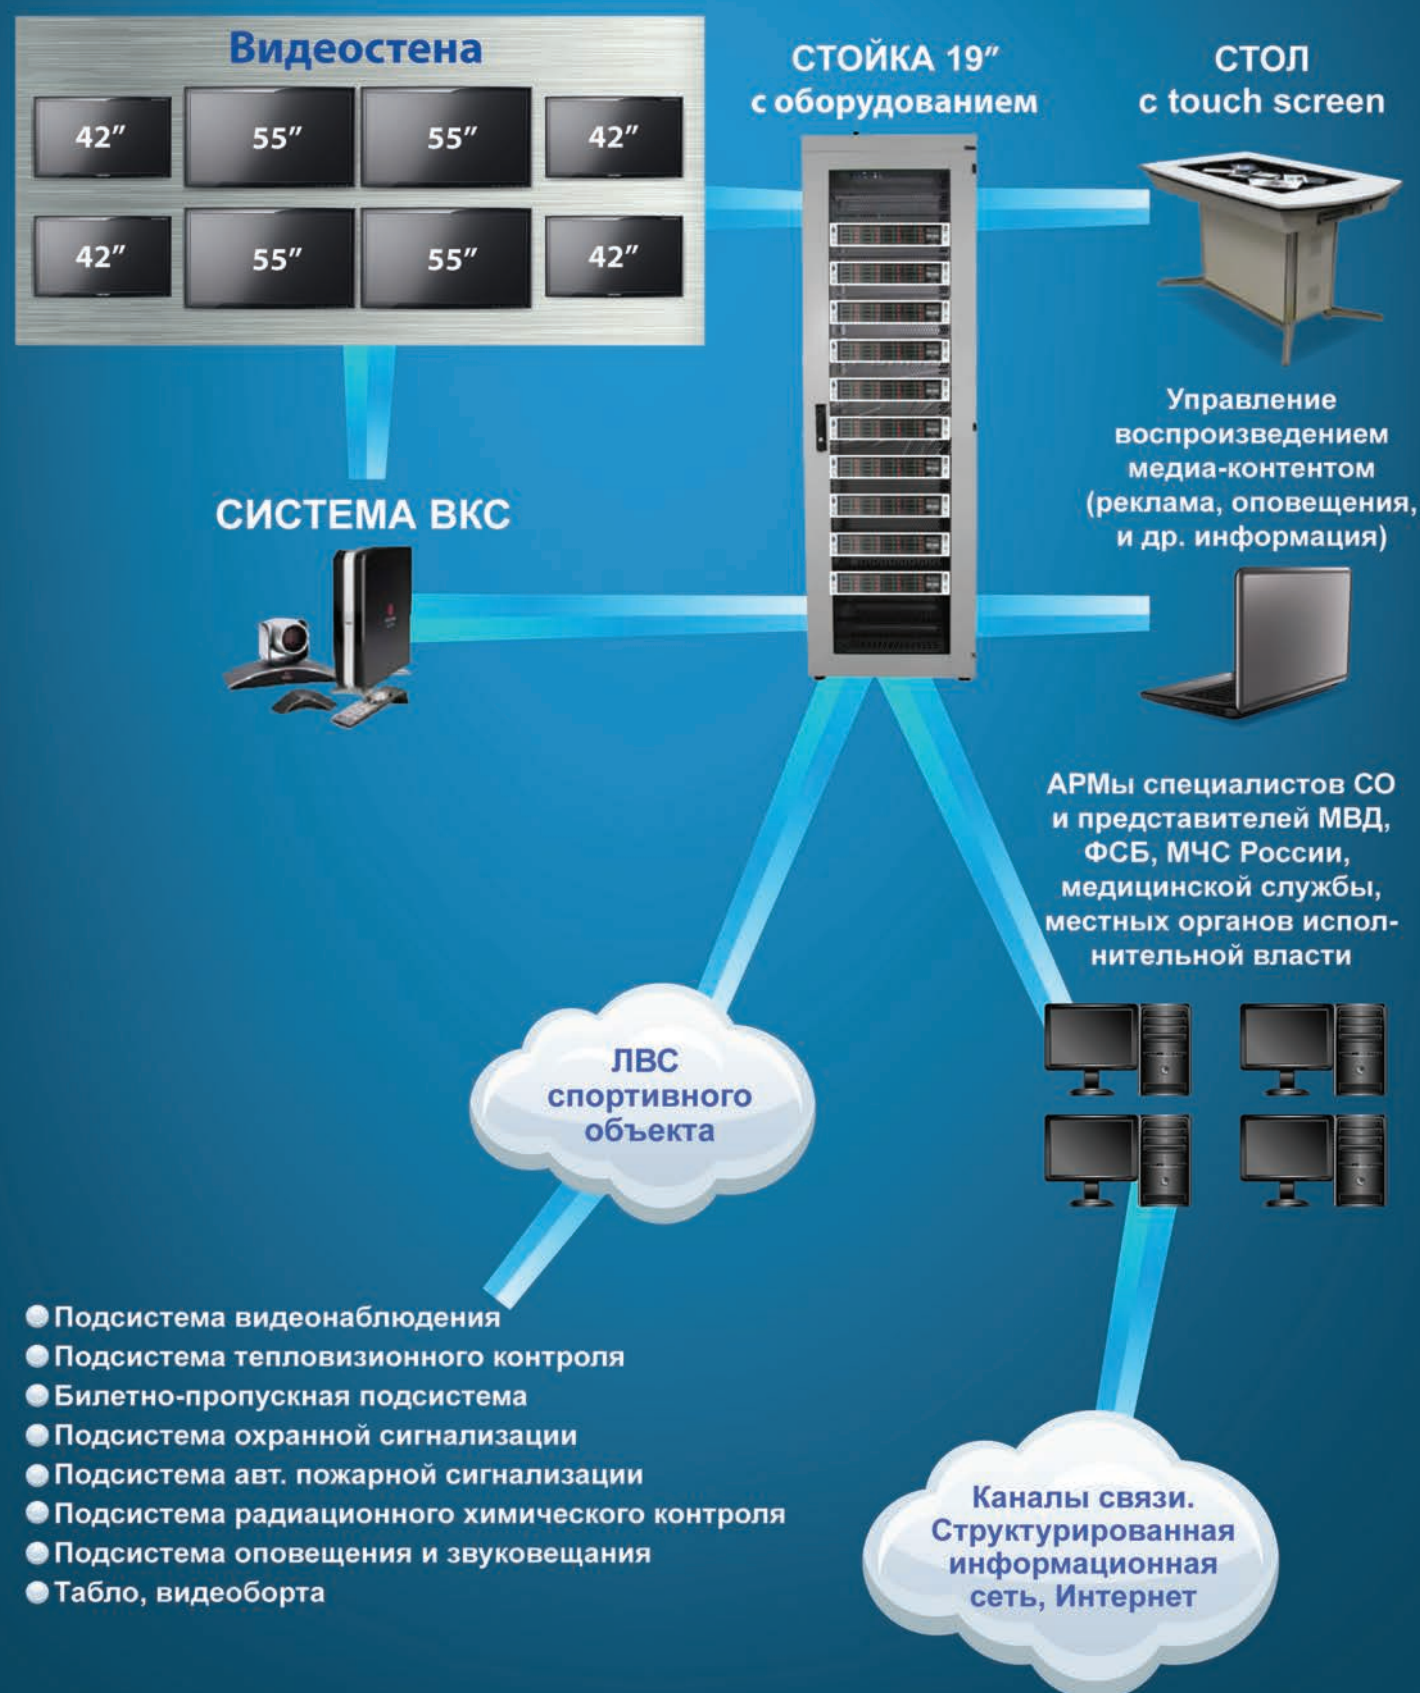 Видеостена
42″ 55″ 55″ 42″
42″ 55″ 55″ 42″
СТОЙКА 19″
с оборудованием
СТОЛ
с touch screen
Управление
воспроизведением
медиа-контентом
(реклама, оповещения,
и др. информация)
СИСТЕМА ВКС
АРМы специалистов СО
и представителей МВД,
ФСБ, МЧС России,
медицинской службы,
местных органов испол-
нительной власти
ЛВС
спортивного
объекта
Подсистема видеонаблюдения
Подсистема тепловизионного контроля
Билетно-пропускная подсистема
Подсистема охранной сигнализации
Подсистема авт. пожарной сигнализации
Подсистема радиационного химического контроля
Подсистема оповещения и звуковещания
Табло, видеоборта
Каналы связи.
Структурированная
информационная
сеть, Интернет